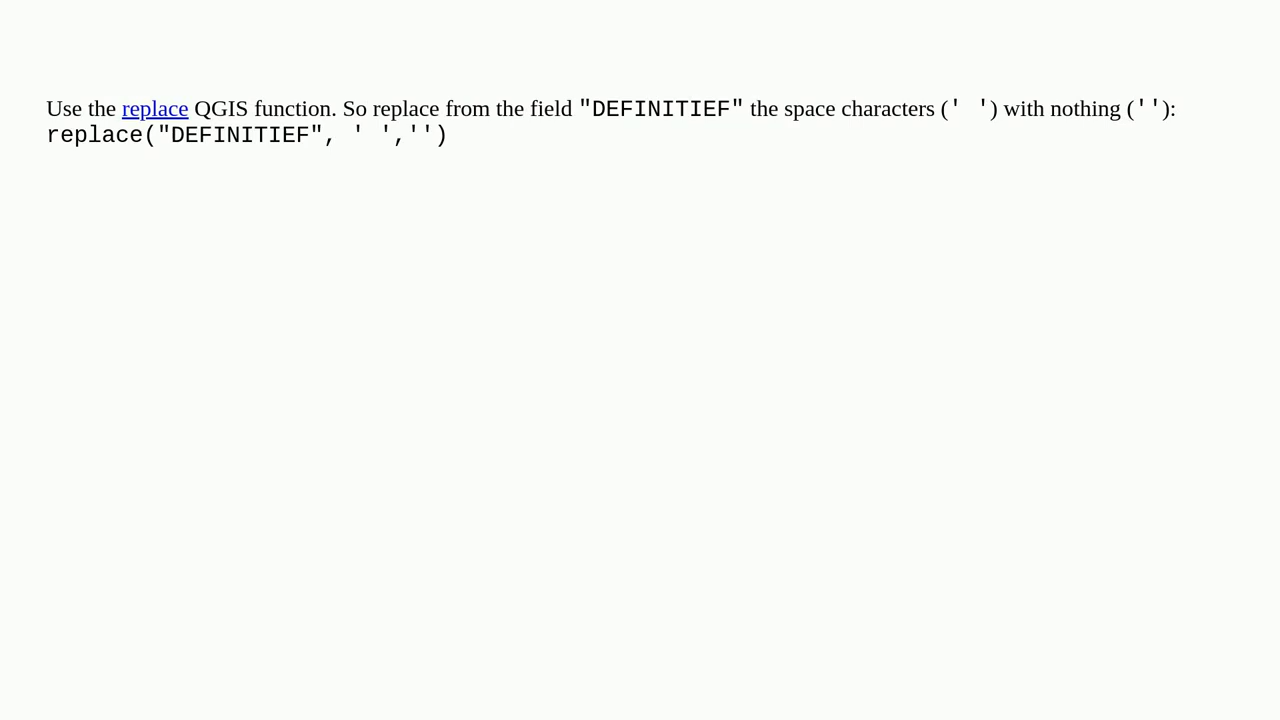 Use the replace QGIS function. So replace from the field "DEFINITIEF" the space characters (' ') with nothing (''):
replace("DEFINITIEF", ' ','')